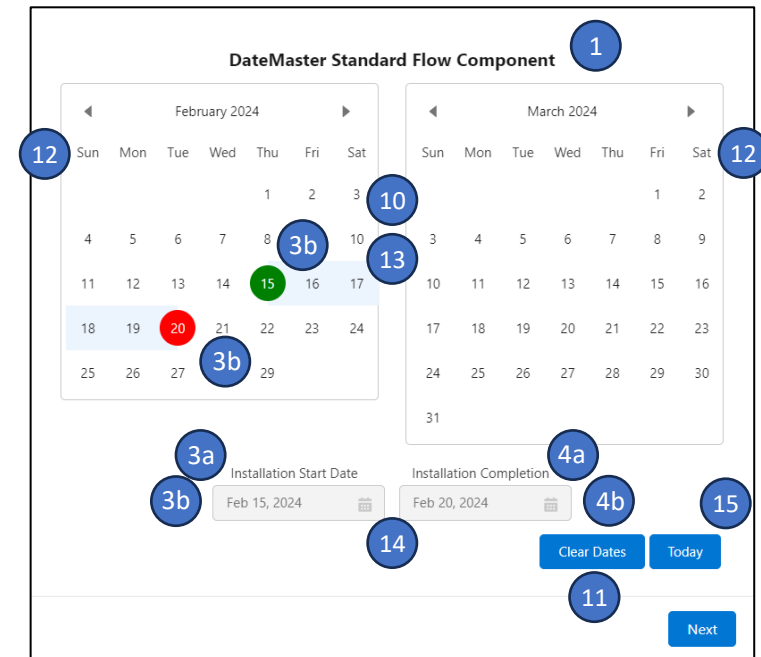 DateMaster Standard Flow Component 1
February 2024 March 2024
12 Sun Mon Tue Wed Thu Fri Sat Sun Mon Tue Wed Thu Fri Sat 12
1 2 3 10 1 2
4 5 6 7 8 3b 10 13 3 4 5 6 7 8 9
11 12 13 14 15 16 17 10 11 12 13 14 15 16
18 19 20 21 22 23 24 17 18 19 20 21 22 23
25 26 27 3b 29 24 25 26 27 28 29 30
31
3a 4a
Installation Start Date Installation Completion
3b Feb 15, 2024 Feb 20, 2024 4b 15
14 Clear Dates Today
11
Next